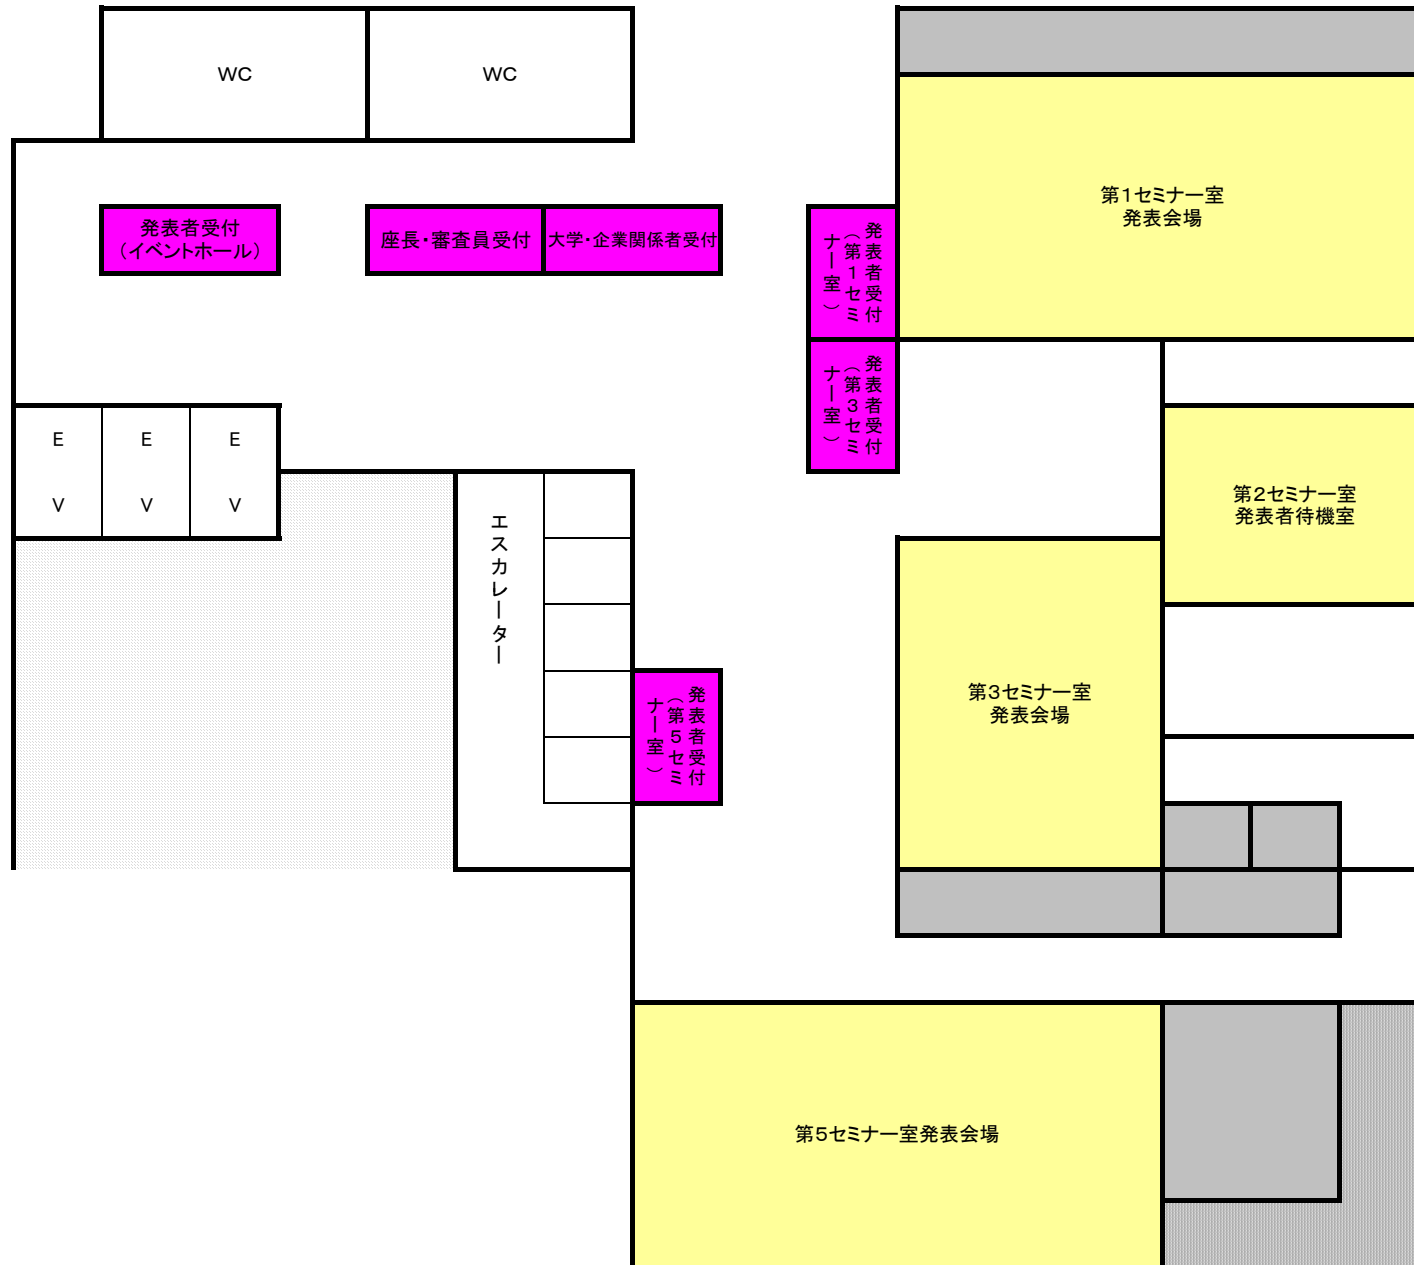 WC
WC
第1セミナー室
発表会場
発表者受付
（イベントホール）
座長・審査員受付
大学・企業関係者受付
発表者受付
（第1セミ
ナー室）
発表者受付
（第3セミ
ナー室）
E
V
E
V
E
V
第2セミナー室
発表者待機室
エスカレーター
第3セミナー室
発表会場
発表者受付
（第5セミ
ナー室）
第5セミナー室発表会場